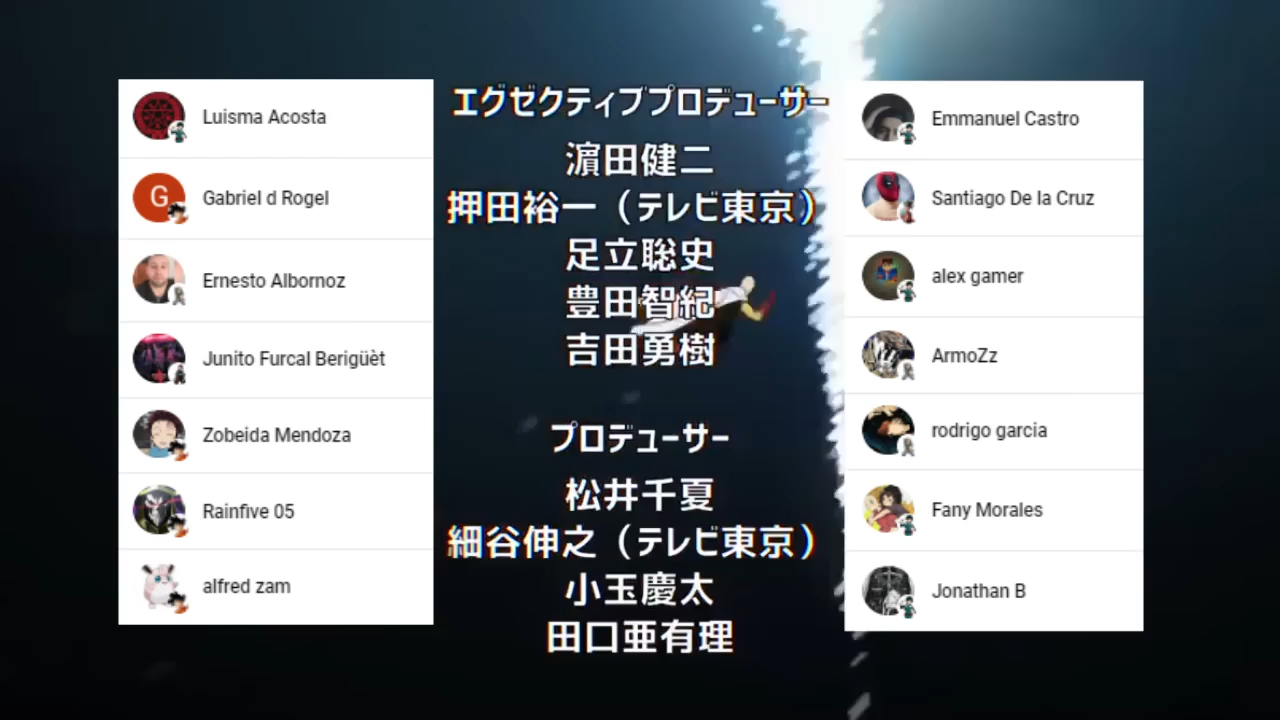 Luisma Acosta
G
Gabriel d Rogel
Ernesto Albornoz
Junito Furcal Berigüèt
Zobeida Mendoza
Rainfive 05
alfred zam
エグゼクティブプロデューサー
濵田健二
押田裕一（テレビ東京）
足立聡史
豊田智紀
吉田勇樹
プロデューサー
松井千夏
細谷伸之（テレビ東京）
小玉慶太
田口亜有理
Emmanuel Castro
Santiago De la Cruz
alex gamer
ArmoZz
rodrigo garcia
Fany Morales
Jonathan B